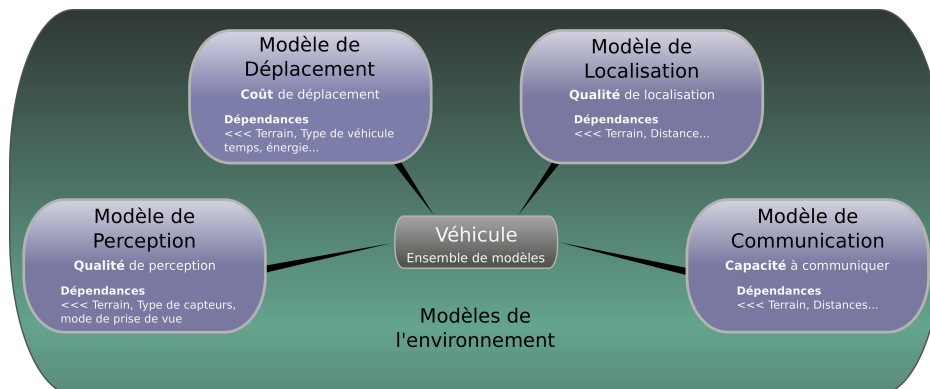 Modèle de
Déplacement
Coût de déplacement
Dépendances
<<< Terrain, Type de véhicule
temps, énergie...
Modèle de
Localisation
Qualité de localisation
Dépendances
<<< Terrain, Distance...
Modèle de
Perception
Qualité de perception
Dépendances
<<< Terrain, Type de capteurs,
mode de prise de vue
Véhicule
Ensemble de modèles
Modèle de
Communication
Capacité à communiquer
Dépendances
<<< Terrain, Distances...
Modèles de
l'environnement